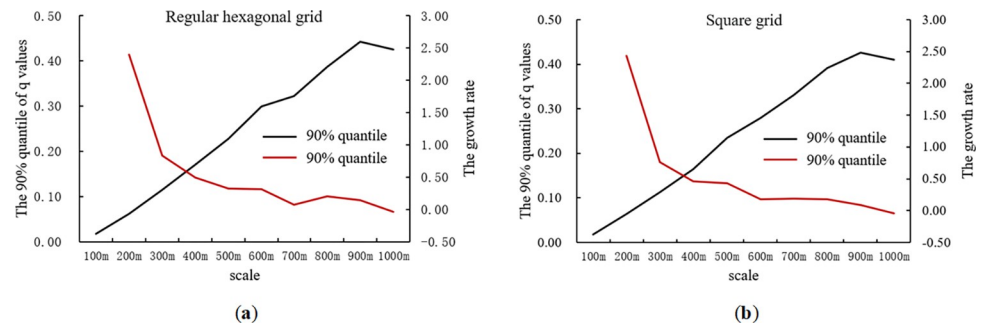 Regular hexagonal grid
The 90% quantile of q values
0.50
0.40
0.30
0.20
0.10
0.00
3.00
2.50
2.00
1.50
1.00
0.50
0.00
-0.50
The growth rate
90% quantile
90% quantile
100m 200m 300m 400m 500m 600m 700m 800m 900m 1000m
scale
(a)
Square grid
The 90% quantile of q values
0.50
0.40
0.30
0.20
0.10
0.00
3.00
2.50
2.00
1.50
1.00
0.50
0.00
-0.50
The growth rate
90% quantile
90% quantile
100m 200m 300m 400m 500m 600m 700m 800m 900m 1000m
scale
(b)